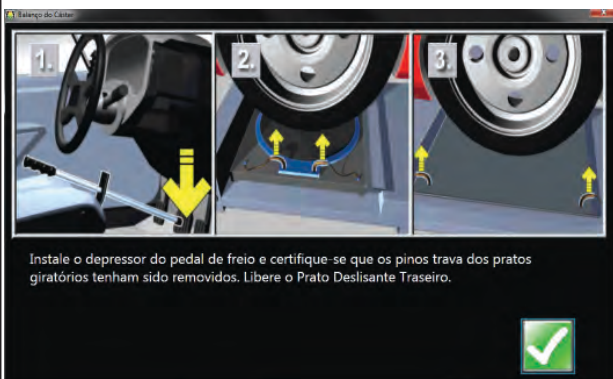 Balanço do Cáster
1. 2. 3.
Instale o depressor do pedal de freio e certifique-se que os pinos trava dos pratos
giratórios tenham sido removidos. Libere o Prato Deslisante Traseiro.